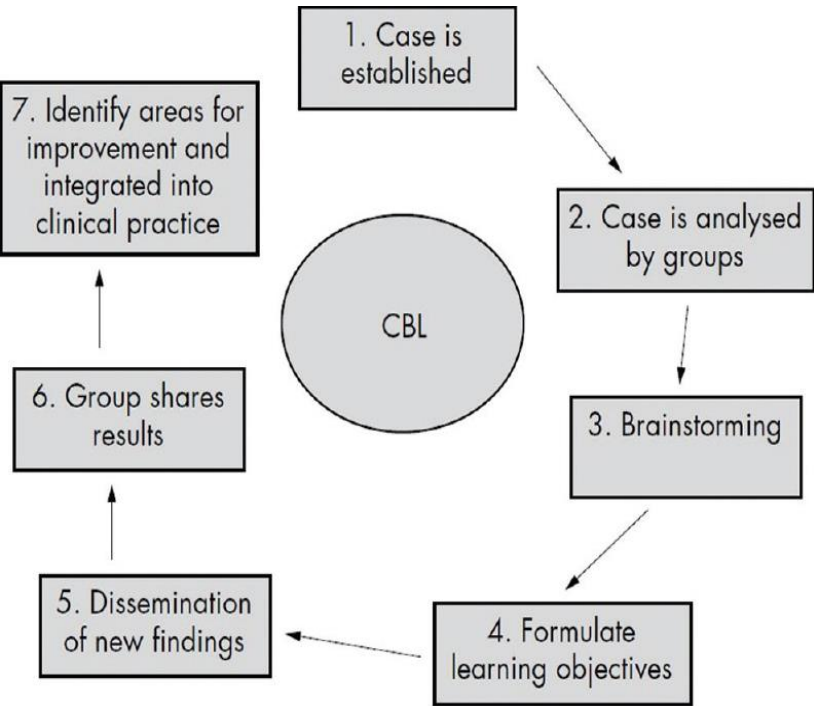 1. Case is
established
2. Case is analysed
by groups
3. Brainstorming
4. Formulate
learning objectives
5. Dissemination
of new findings
6. Group shares
results
7. Identify areas for
improvement and
integrated into
clinical practice
CBL